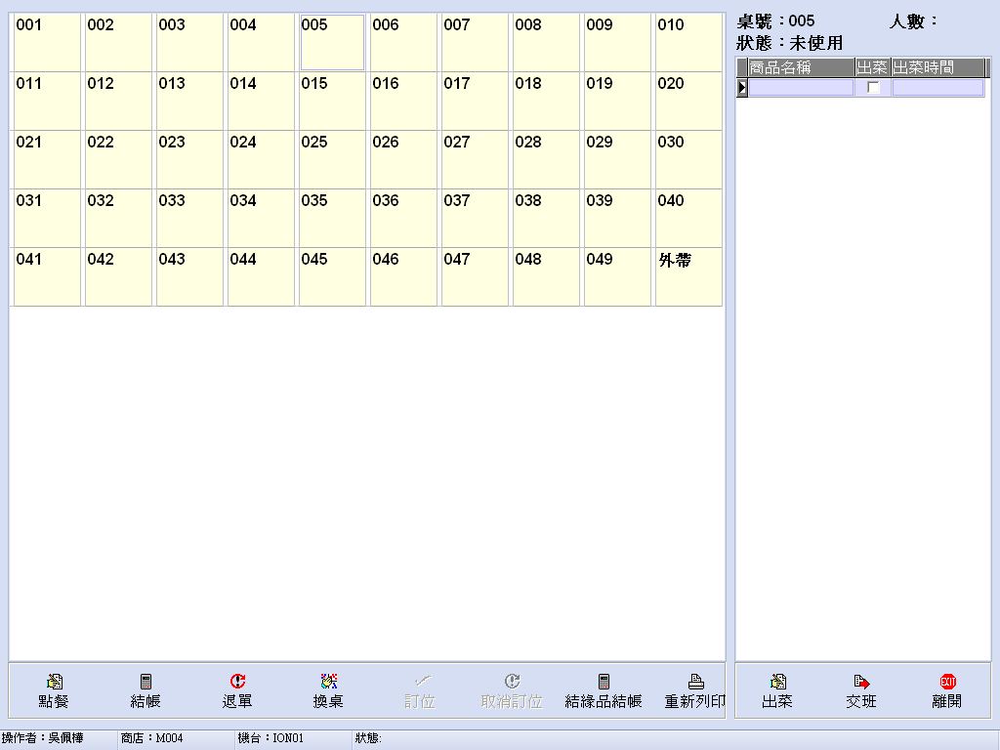 001 002 003 004 005 006 007 008 009 010
011 012 013 014 015 016 017 018 019 020
021 022 023 024 025 026 027 028 029 030
031 032 033 034 035 036 037 038 039 040
041 042 043 044 045 046 047 048 049 外帶
桌號：005 人數：
狀態：未使用
商品名稱 出菜 出菜時間
點餐 結帳 退單 換桌 訂位 取消訂位 結緣品結帳 重新列印
出菜 交班 EXIT 離開
操作者：吳佩樺 商店：M004 機台：ION01 狀態: